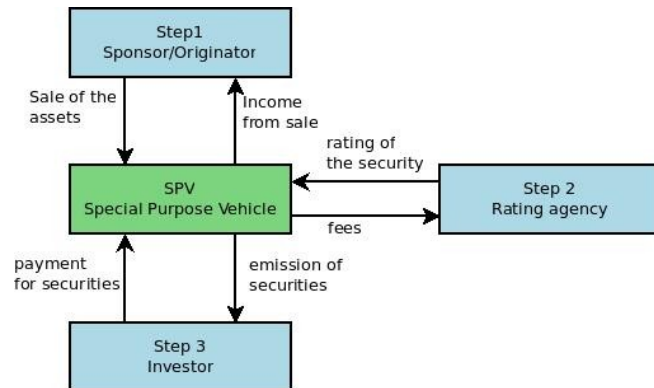 Step1
Sponsor/Originator
Sale of the
assets
Income
from sale
rating of
the security
SPV
Special Purpose Vehicle
Step 2
Rating agency
fees
payment
for securities
emission of
securities
Step 3
Investor